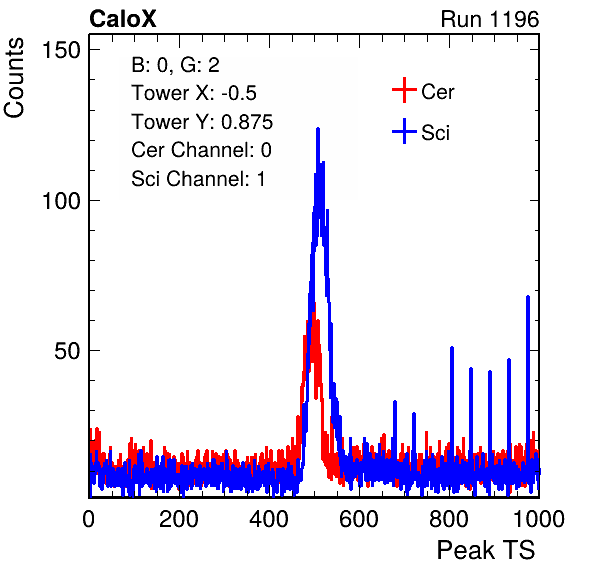 CaloX Run 1196
Counts
150
100
50
B: 0, G: 2
Tower X: -0.5
Tower Y: 0.875
Cer Channel: 0
Sci Channel: 1
Cer
Sci
0 200 400 600 800 1000
Peak TS